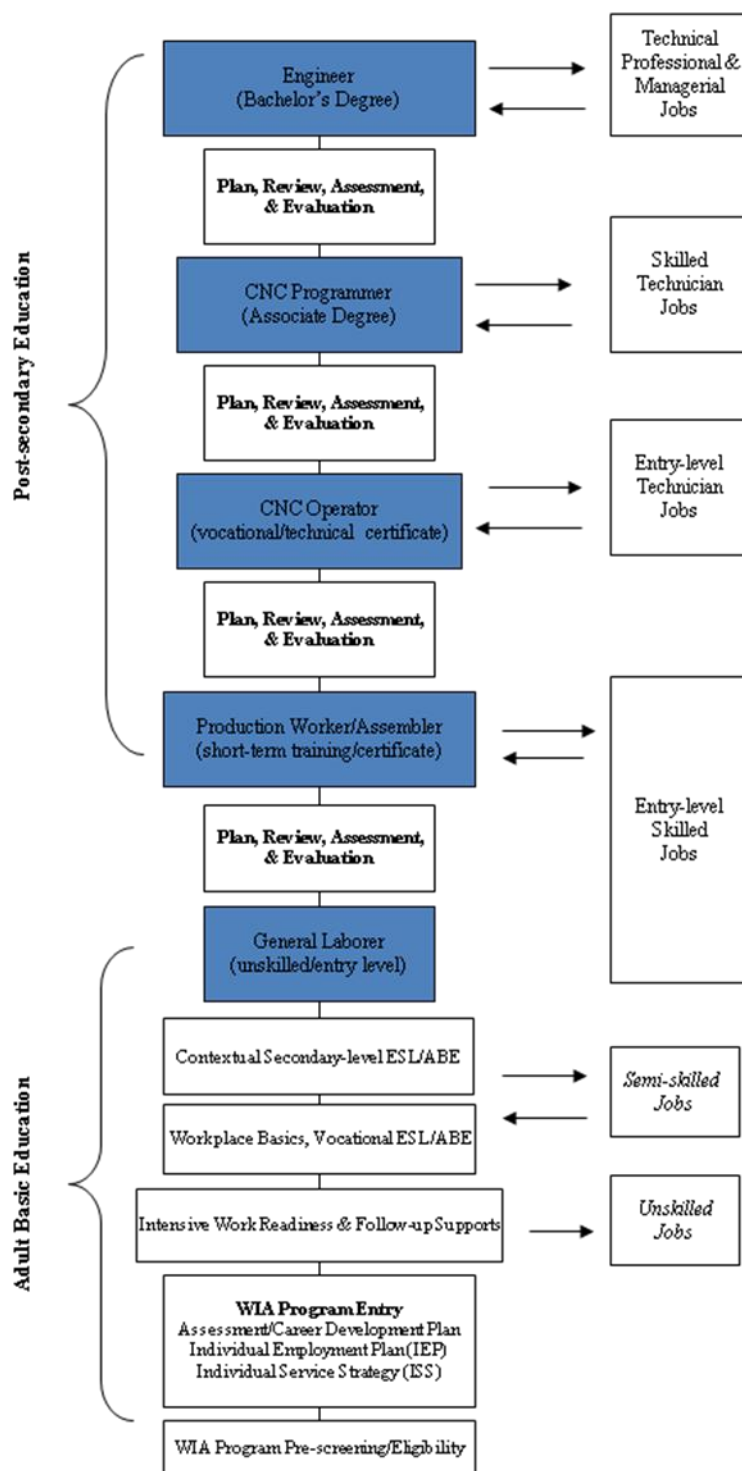 Engineer
(Bachelor's Degree)
Technical
Professional &
Managerial
Jobs
Plan, Review, Assessment,
& Evaluation
CNC Programmer
(Associate Degree)
Skilled
Technician
Jobs
Plan, Review, Assessment,
& Evaluation
CNC Operator
(vocational/technical certificate)
Entry-level
Technician
Jobs
Plan, Review, Assessment,
& Evaluation
Production Worker/Assembler
(short-term training/certificate)
Entry-level
Skilled
Jobs
Plan, Review, Assessment,
& Evaluation
Post-secondary Education
General Laborer
(unskilled/entry level)
Contextual Secondary-level ESL/ABE
Semi-skilled
Jobs
Workplace Basics, Vocational ESL/ABE
Intensive Work Readiness & Follow-up Supports
Unskilled
Jobs
WIA Program Entry
Assessment/Career Development Plan
Individual Employment Plan (IEP)
Individual Service Strategy (ISS)
WIA Program Pre-screening/Eligibility
Adult Basic Education